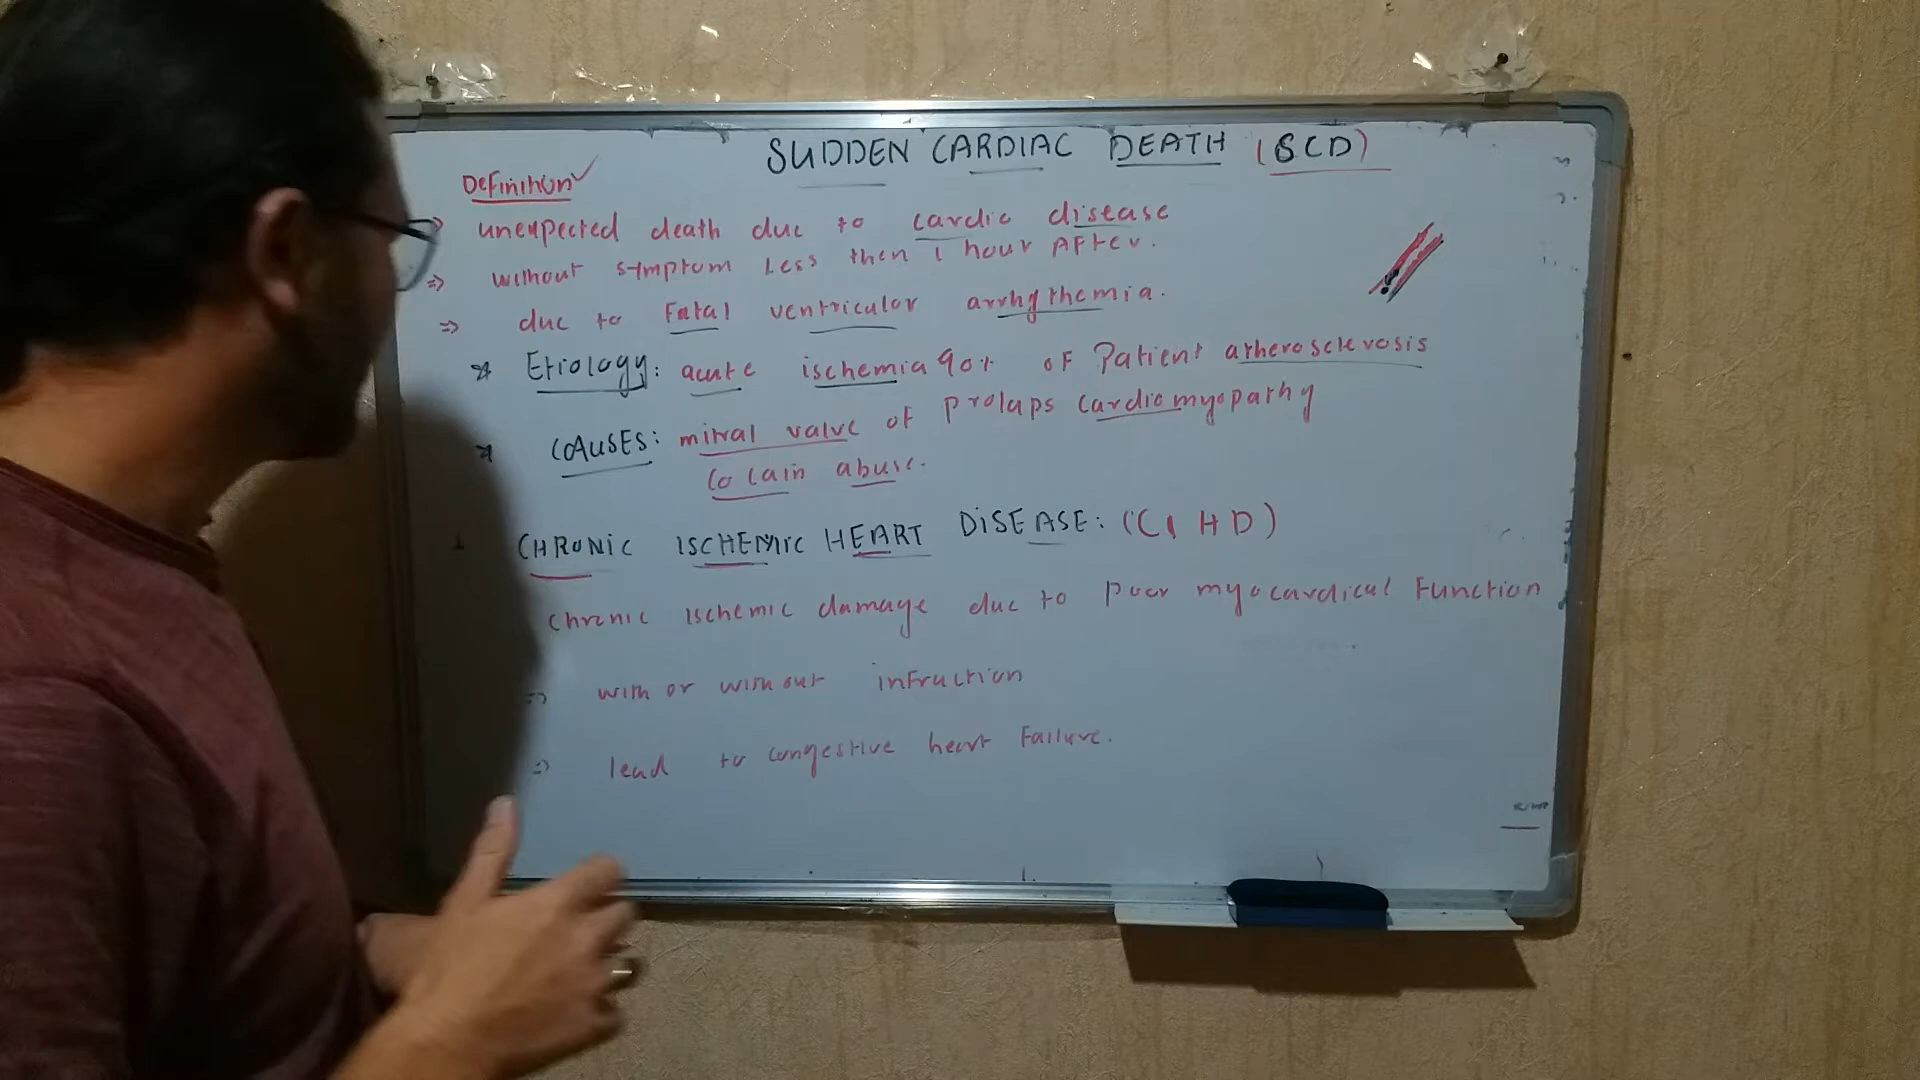 SUDDEN CARDIAC DEATH (SCD)
Definition
=> unexpected death due to cardic disease
=> without symptom Less then 1 hour After.
=> due to Fatal ventricular arrhythemia.
Etiology: acute ischemia 90% of Patient atherosclerosis
CAUSES: mitral valve of Prolaps cardiomyopathy
Cocain abuse.
CHRONIC ISCHEMIC HEART DISEASE: (CIHD)
chronic ischemic damage due to poor myocardical Function
=> with or without infraction
=> lead to congestive heart Failure.